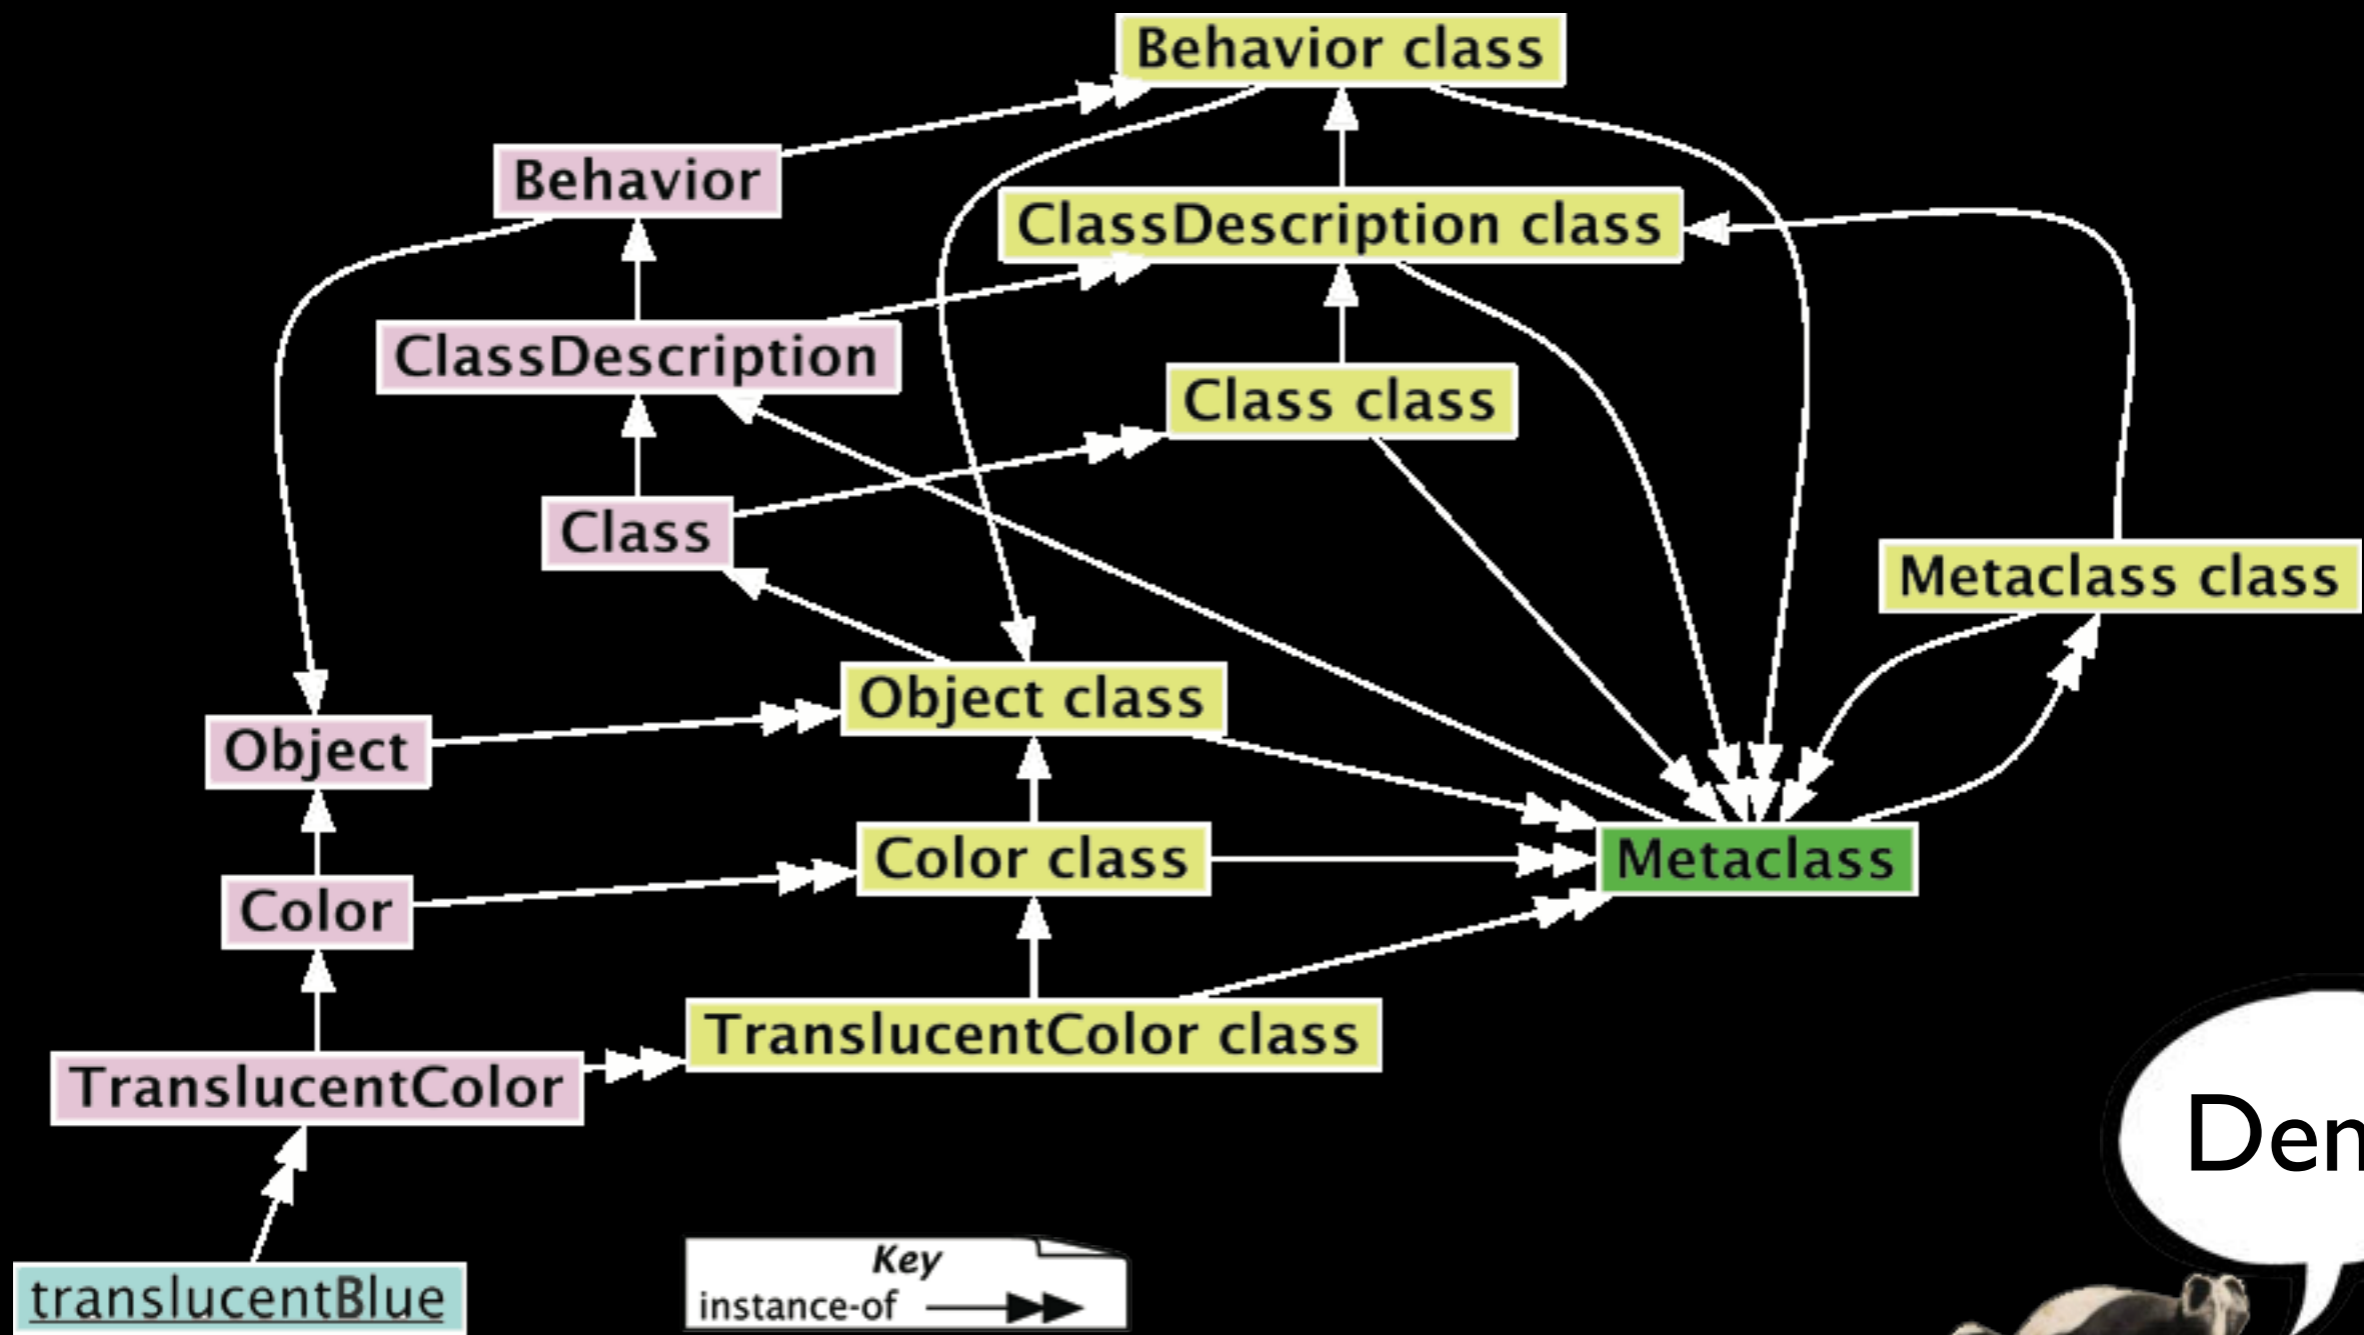 Behavior class
Behavior
ClassDescription class
ClassDescription
Class class
Class
Metaclass class
Object class
Object
Color class
Metaclass
Color
TranslucentColor class
TranslucentColor
Key
instance-of
translucentBlue